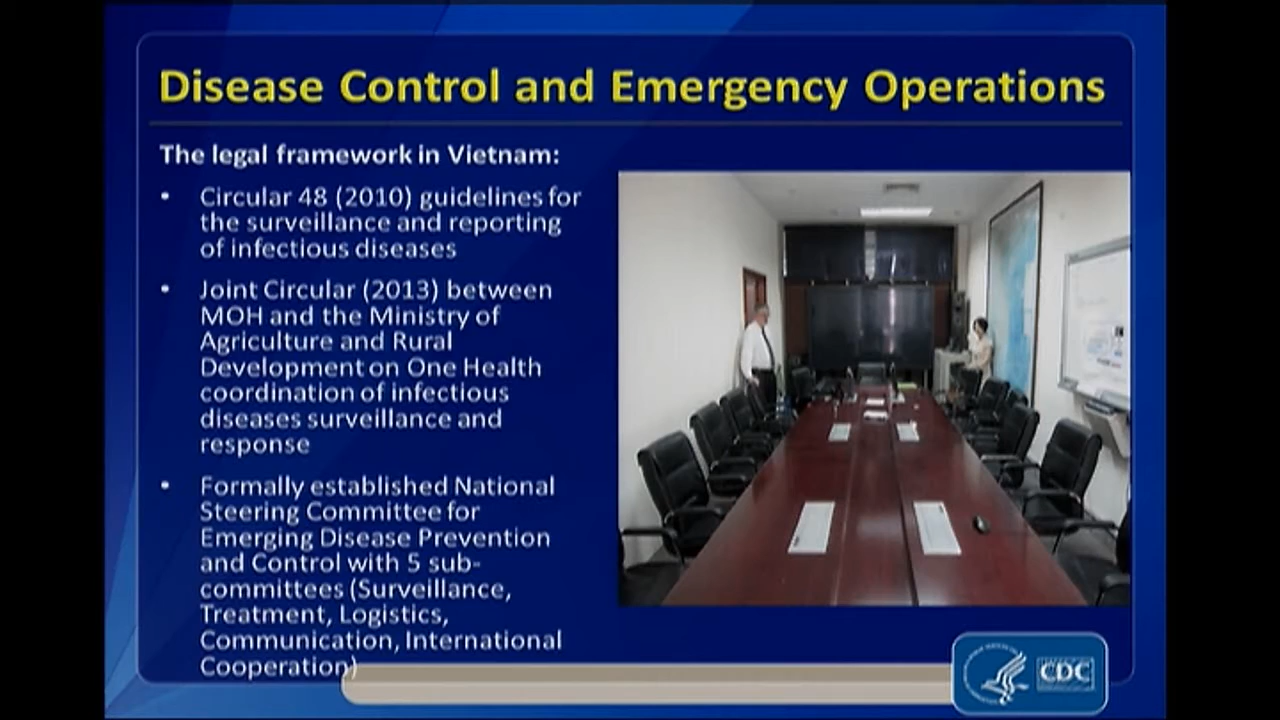 Disease Control and Emergency Operations
The legal framework in Vietnam:
• Circular 48 (2010) guidelines for
the surveillance and reporting
of infectious diseases
• Joint Circular (2013) between
MOH and the Ministry of
Agriculture and Rural
Development on One Health
coordination of infectious
diseases surveillance and
response
• Formally established National
Steering Committee for
Emerging Disease Prevention
and Control with 5 sub-
committees (Surveillance,
Treatment, Logistics,
Communication, International
Cooperation)
CDC